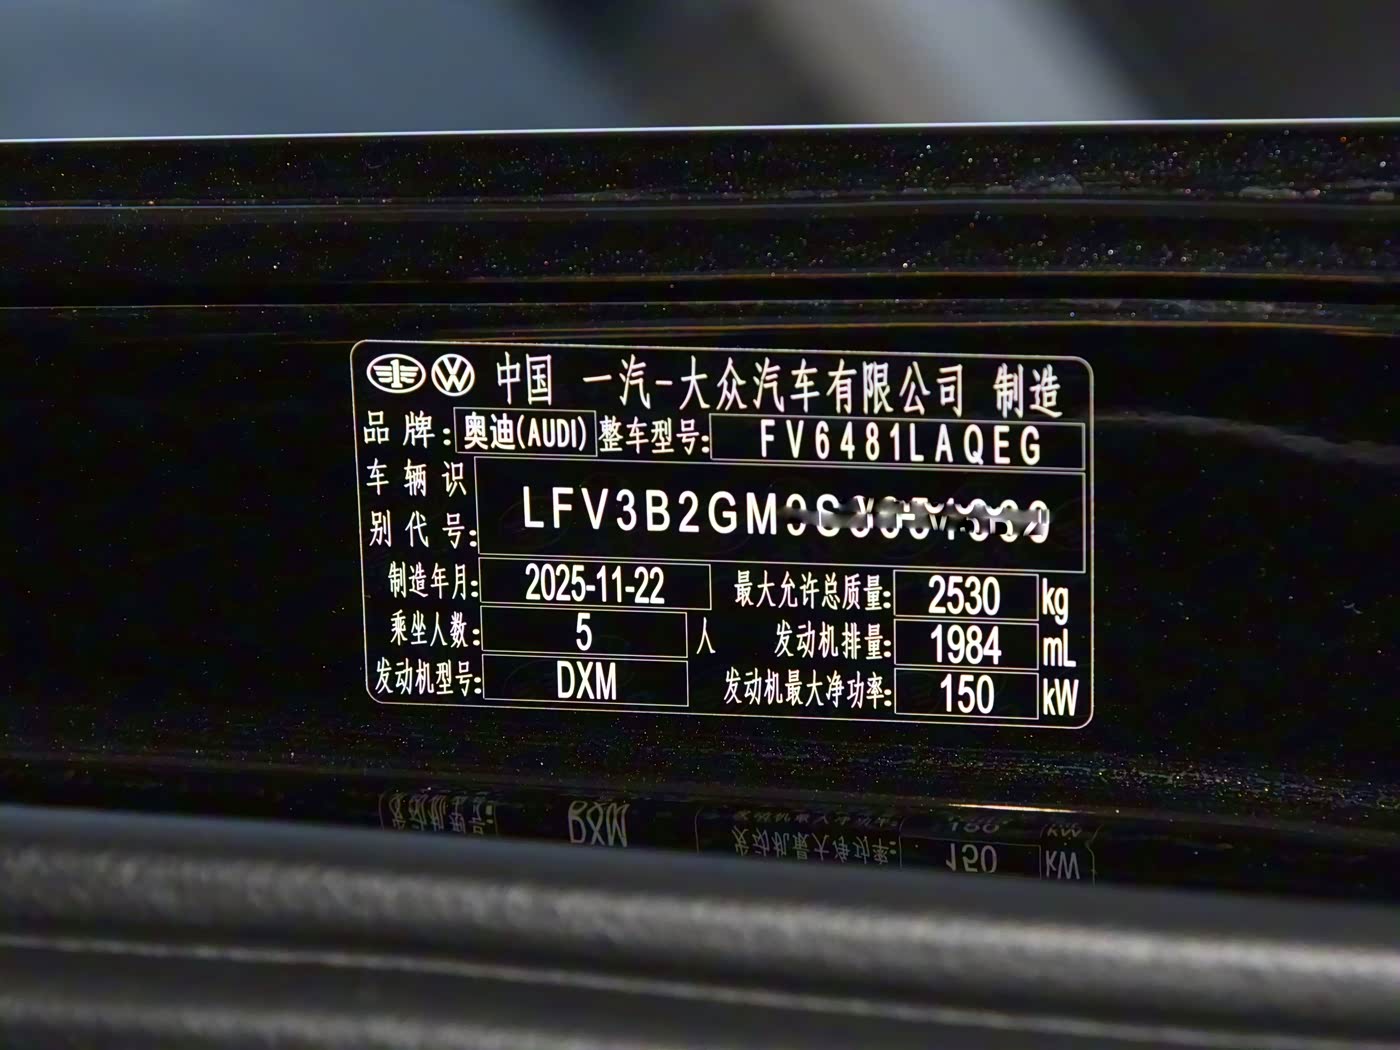 中国 一汽-大众汽车有限公司 制造
品牌: 奥迪(AUDI) 整车型号: FV6481LAQEG
车辆识别代号: LFV3B2GM
制造年月: 2025-11-22 最大允许总质量: 2530 kg
乘坐人数: 5 人 发动机排量: 1984 mL
发动机型号: DXM 发动机最大净功率: 150 kW